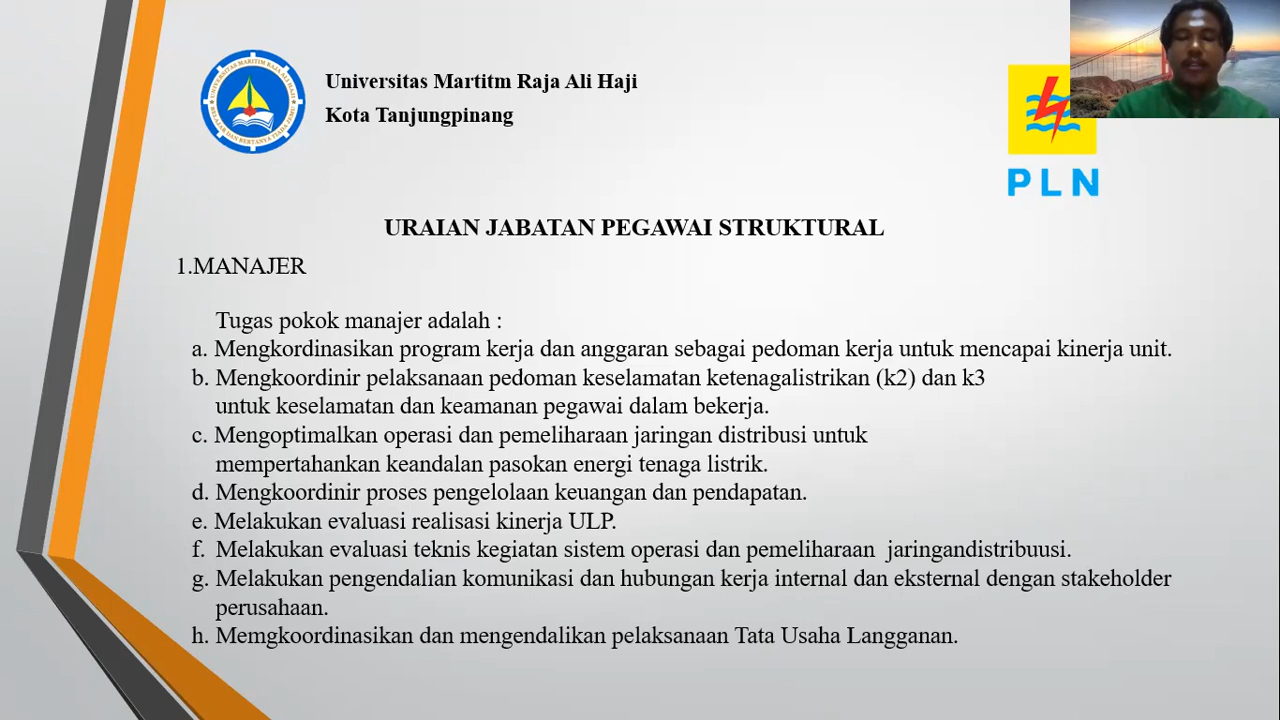 Universitas Martitm Raja Ali Haji
Kota Tanjungpinang
PLN
URAIAN JABATAN PEGAWAI STRUKTURAL
1.MANAJER
Tugas pokok manajer adalah :
a. Mengkordinasikan program kerja dan anggaran sebagai pedoman kerja untuk mencapai kinerja unit.
b. Mengkoordinir pelaksanaan pedoman keselamatan ketenagalistrikan (k2) dan k3
untuk keselamatan dan keamanan pegawai dalam bekerja.
c. Mengoptimalkan operasi dan pemeliharaan jaringan distribusi untuk
mempertahankan keandalan pasokan energi tenaga listrik.
d. Mengkoordinir proses pengelolaan keuangan dan pendapatan.
e. Melakukan evaluasi realisasi kinerja ULP.
f. Melakukan evaluasi teknis kegiatan sistem operasi dan pemeliharaan jaringandistribuusi.
g. Melakukan pengendalian komunikasi dan hubungan kerja internal dan eksternal dengan stakeholder
perusahaan.
h. Memgkoordinasikan dan mengendalikan pelaksanaan Tata Usaha Langganan.